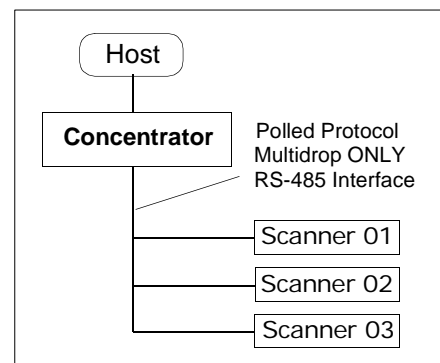 Host
Concentrator
Polled Protocol
Multidrop ONLY
RS-485 Interface
Scanner 01
Scanner 02
Scanner 03